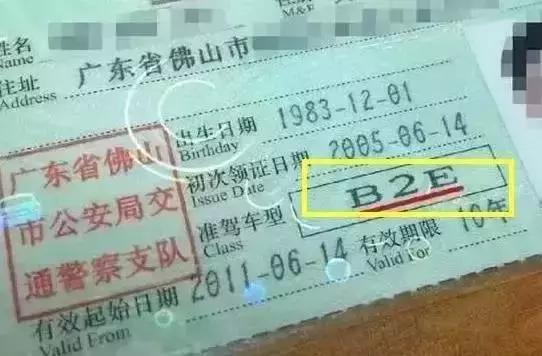 姓名
Name
M&F
住址
广东省佛山市
Address
出生日期 1983-12-01
Birthday
初次领证日期 2005-06-14
Issue Date
准驾车型 B2E
Class
广东省佛山
市公安局交
通警察支队
有效起始日期 2011-06-14 有效期限 10年
Valid From Valid For